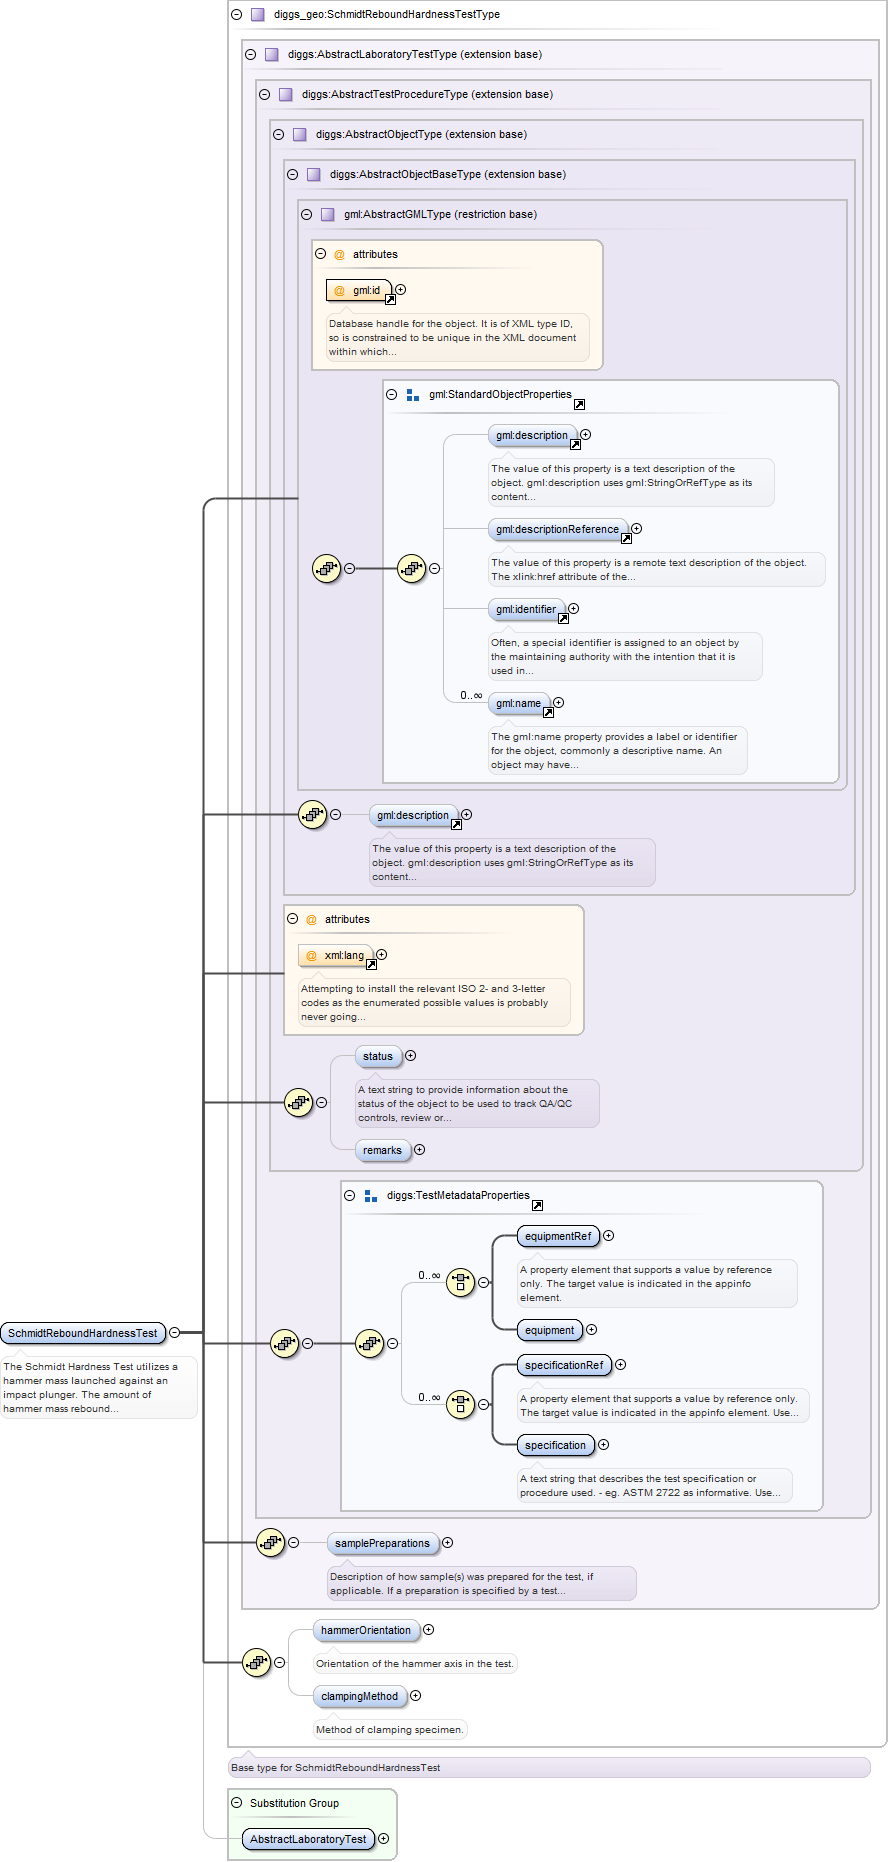 diggs_geo:SchmidtReboundHardnessTestType
diggs:AbstractLaboratoryTestType (extension base)
diggs:AbstractTestProcedureType (extension base)
diggs:AbstractObjectType (extension base)
diggs:AbstractObjectBaseType (extension base)
gml:AbstractGMLType (restriction base)
@ attributes
@ gml:id
Database handle for the object. It is of XML type ID,
so is constrained to be unique in the XML document
within which...
gml:StandardObjectProperties
gml:description
The value of this property is a text description of the
object. gml:description uses gml:StringOrRefType as its
content...
gml:descriptionReference
The value of this property is a remote text description of the object.
The xlink:href attribute of the...
gml:identifier
Often, a special identifier is assigned to an object by
the maintaining authority with the intention that it is
used in...
0..∞
gml:name
The gml:name property provides a label or identifier
for the object, commonly a descriptive name. An
object may have...
gml:description
The value of this property is a text description of the
object. gml:description uses gml:StringOrRefType as its
content...
@ attributes
@ xml:lang
Attempting to install the relevant ISO 2- and 3-letter
codes as the enumerated possible values is probably
never going...
status
A text string to provide information about the
status of the object to be used to track QA/QC
controls, review or...
remarks
diggs:TestMetadataProperties
0..∞
equipmentRef
A property element that supports a value by reference
only. The target value is indicated in the appinfo
element.
equipment
0..∞
specificationRef
A property element that supports a value by reference only.
The target value is indicated in the appinfo element. Use...
specification
A text string that describes the test specification or
procedure used. - eg. ASTM 2722 as informative. Use...
SchmidtReboundHardnessTest
The Schmidt Hardness Test utilizes a
hammer mass launched against an
impact plunger. The amount of
hammer mass rebound...
samplePreparations
Description of how sample(s) was prepared for the test, if
applicable. If a preparation is specified by a test...
hammerOrientation
Orientation of the hammer axis in the test.
clampingMethod
Method of clamping specimen.
Base type for SchmidtReboundHardnessTest
Substitution Group
AbstractLaboratoryTest